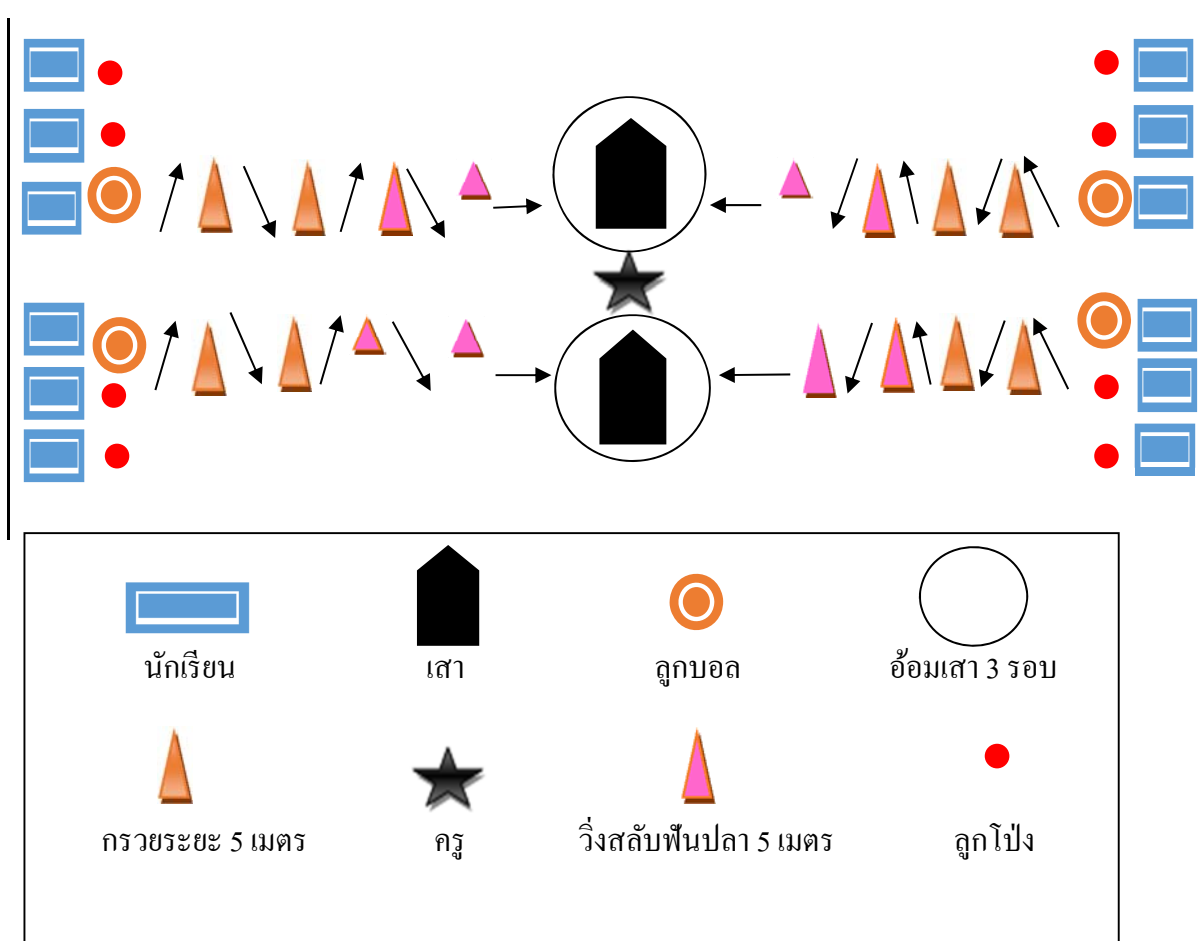 นักเรียน
เสา
ลูกบอล
อ้อมเสา 3 รอบ
กรวยระยะ 5 เมตร
ครู
วิ่งสลับฟันปลา 5 เมตร
ลูกโป่ง